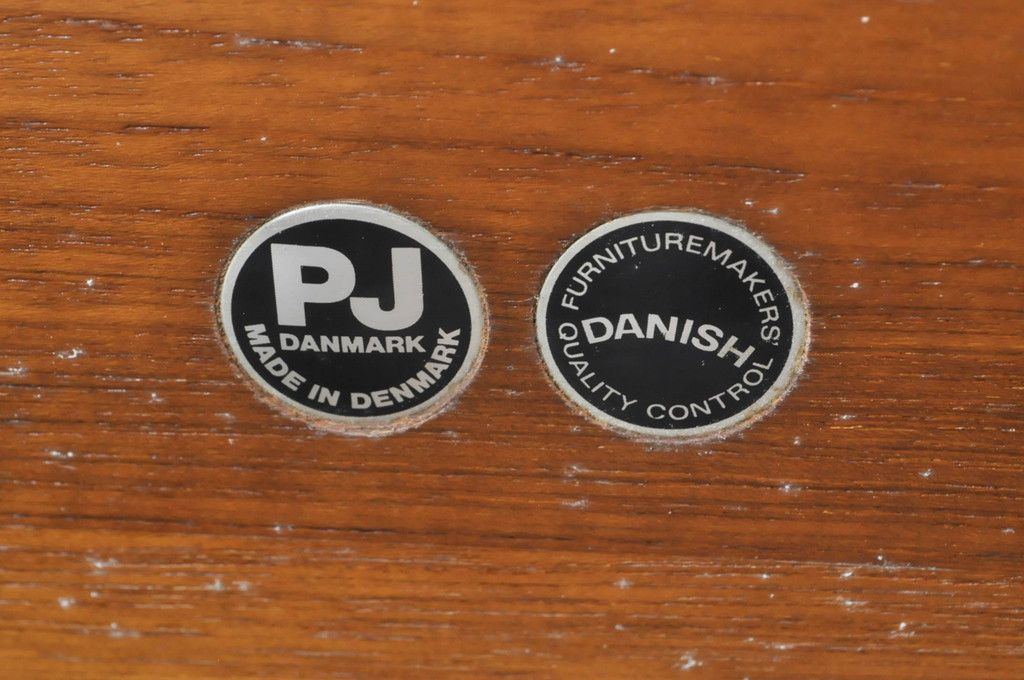 PJ
DANMARK
MADE IN DENMARK
FURNITUREMAKERS'
DANISH
QUALITY CONTROL